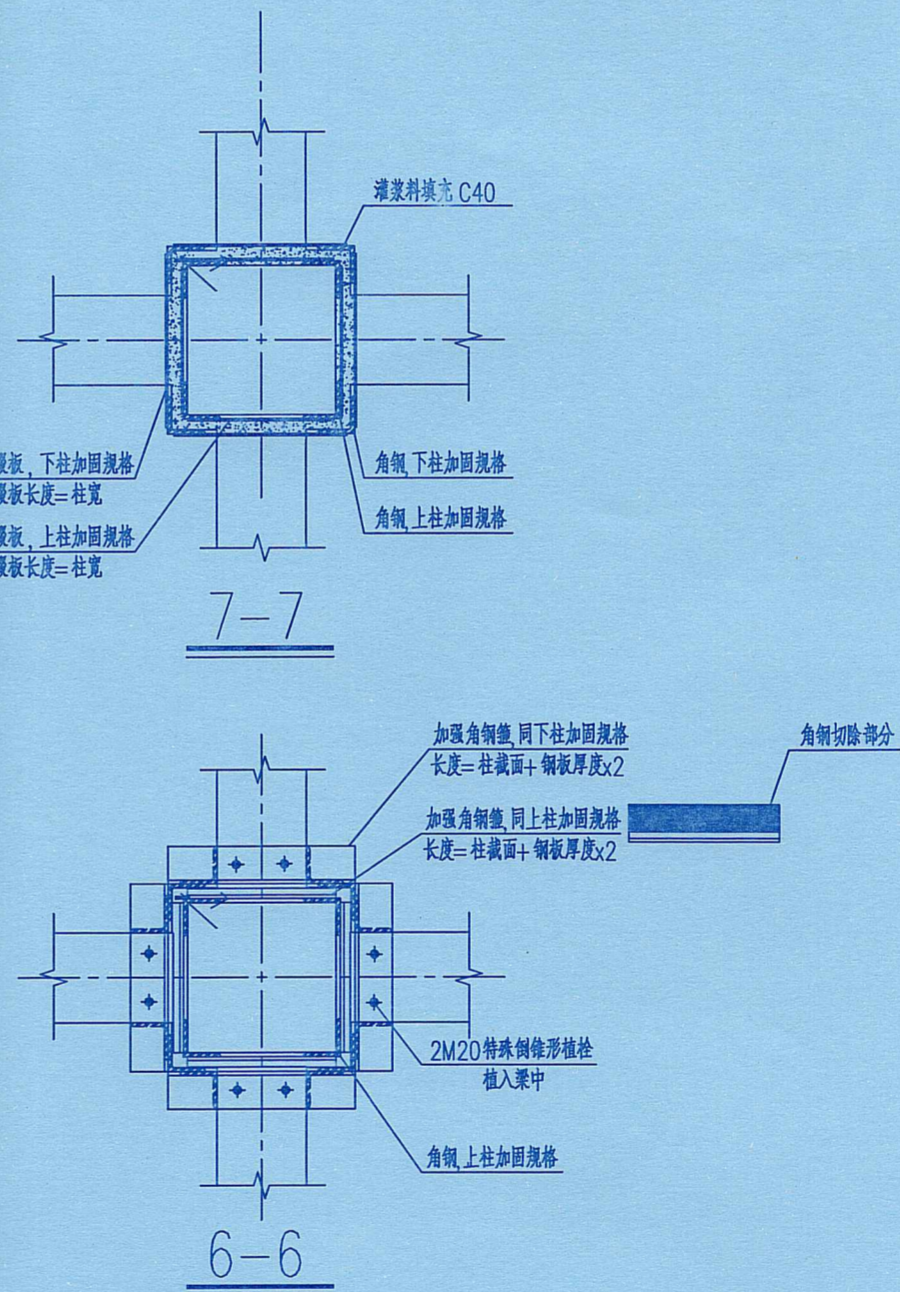 灌浆料填充 C40
缀板, 下柱加固规格
缀板长度=柱宽
角钢,下柱加固规格
缀板, 上柱加固规格
缀板长度=柱宽
角钢,上柱加固规格
7-7
加强角钢箍,同下柱加固规格
长度=柱截面+钢板厚度x2
角钢切除部分
加强角钢箍,同上柱加固规格
长度=柱截面+钢板厚度x2
2M20特殊倒锥形植栓
植入梁中
角钢,上柱加固规格
6-6